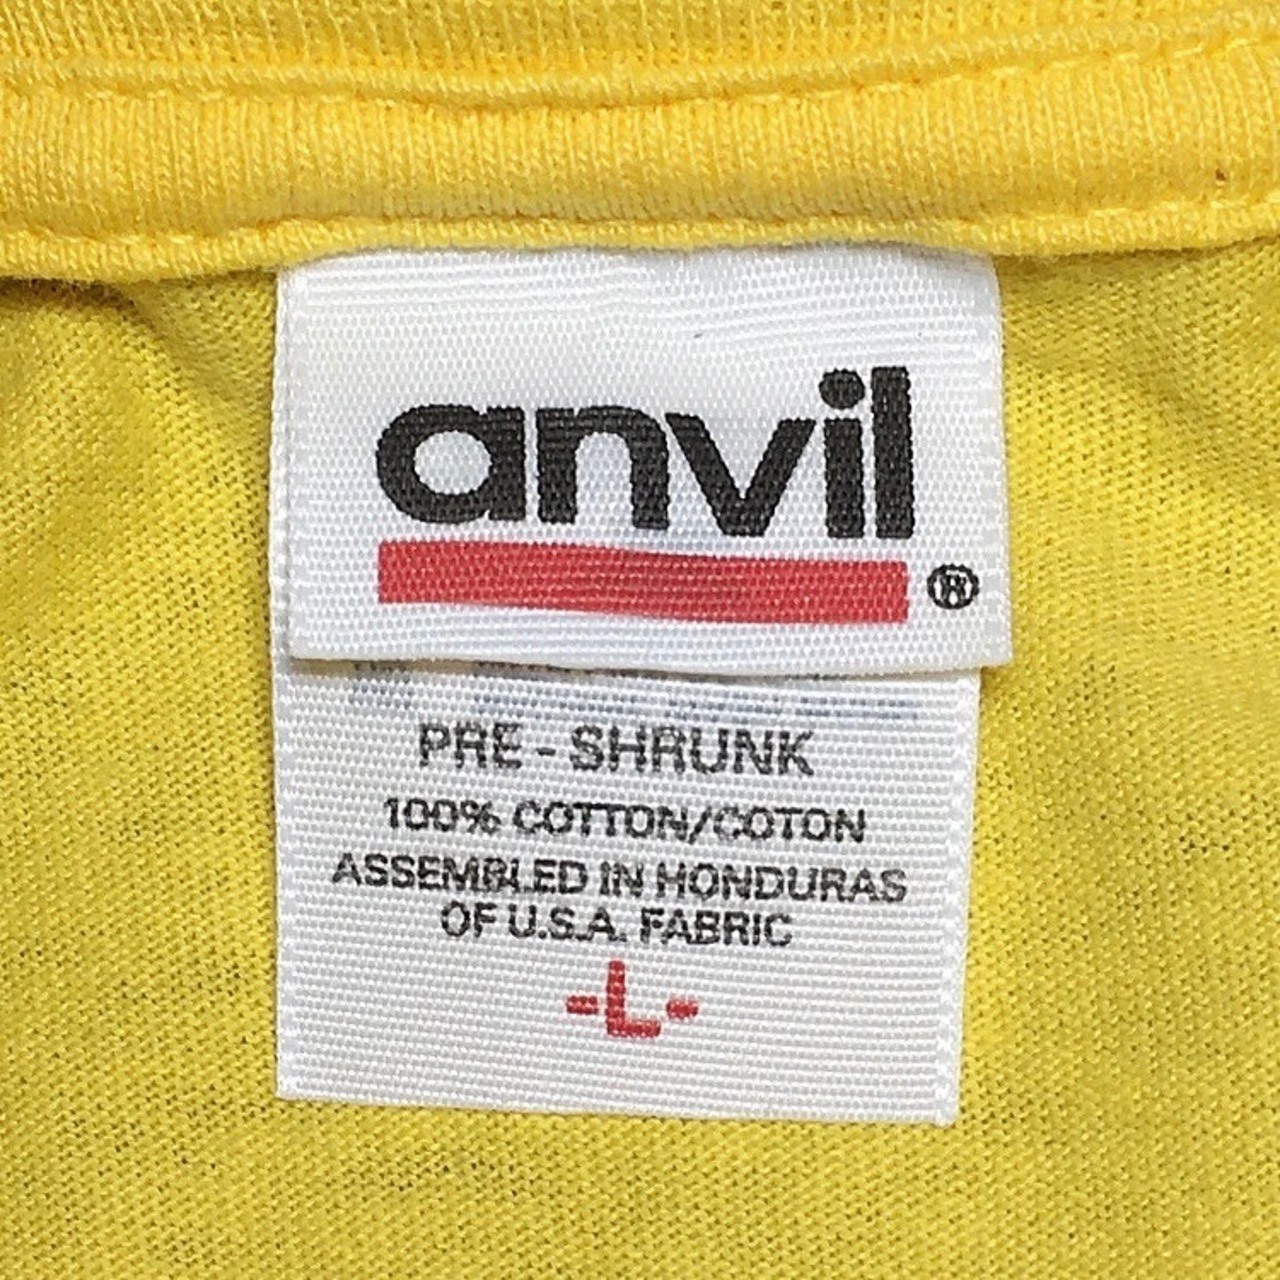 anvil
®
PRE - SHRUNK
100% COTTON/COTON
ASSEMBLED IN HONDURAS
OF U.S.A. FABRIC
-L-